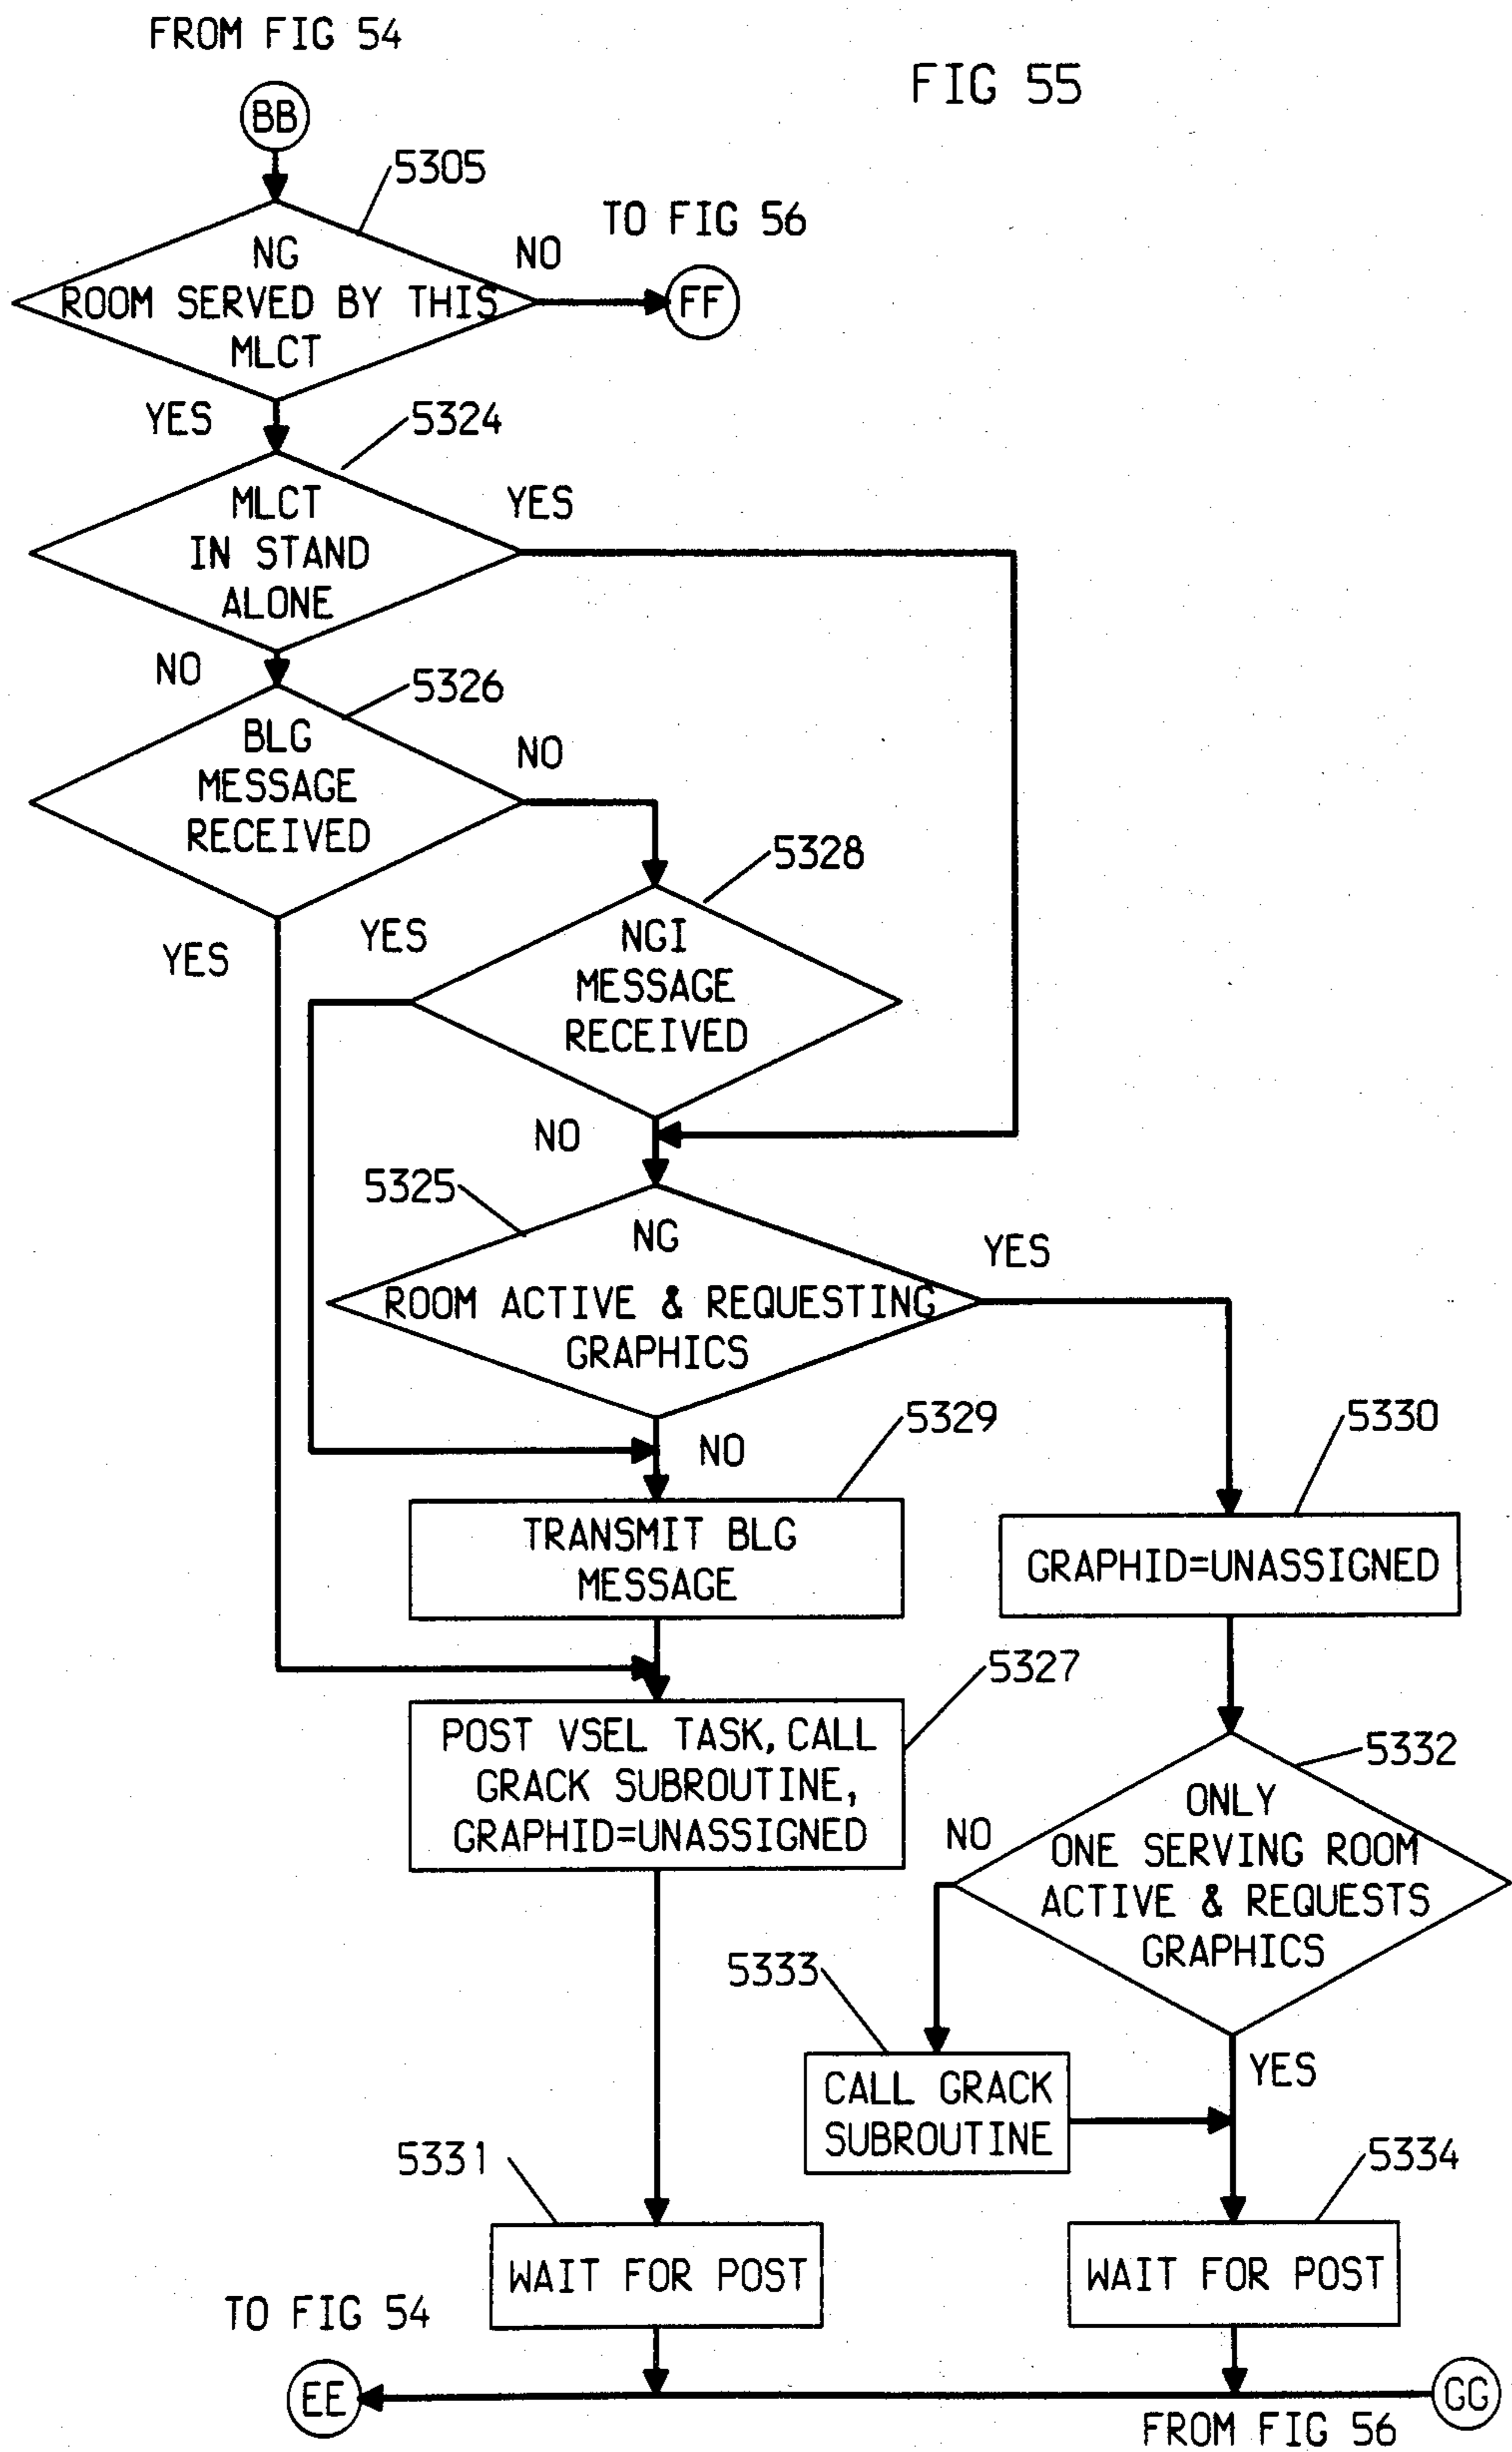 FROM FIG 54
FIG 55
BB
5305
TO FIG 56
NG
ROOM SERVED BY THIS
MLCT
NO
FF
YES
5324
MLCT
IN STAND
ALONE
YES
NO
5326
BLG
MESSAGE
RECEIVED
NO
5328
YES
YES
NGI
MESSAGE
RECEIVED
NO
5325
NG
ROOM ACTIVE & REQUESTING
GRAPHICS
YES
NO
5329
5330
TRANSMIT BLG
MESSAGE
GRAPHID=UNASSIGNED
5327
POST VSEL TASK, CALL
GRACK SUBROUTINE,
GRAPHID=UNASSIGNED
5332
ONLY
ONE SERVING ROOM
ACTIVE & REQUESTS
GRAPHICS
NO
5333
YES
CALL GRACK
SUBROUTINE
5331
5334
WAIT FOR POST
WAIT FOR POST
TO FIG 54
EE
GG
FROM FIG 56